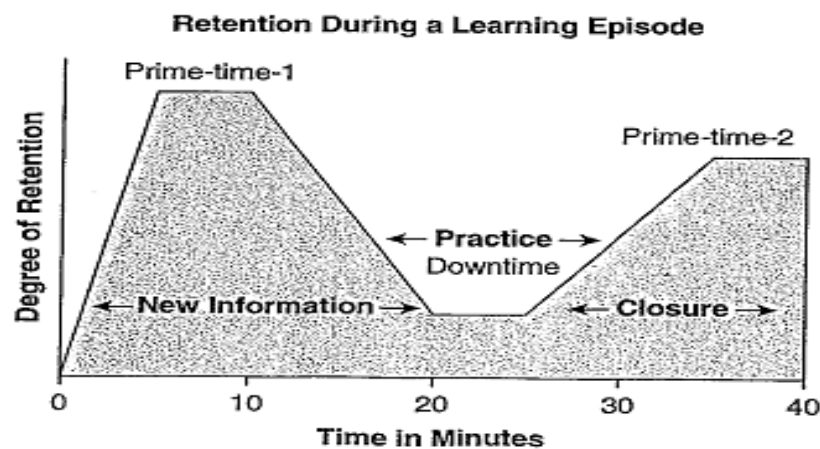 Retention During a Learning Episode
Prime-time-1
Prime-time-2
Degree of Retention
Practice
Downtime
New Information
Closure
0 10 20 30 40
Time in Minutes